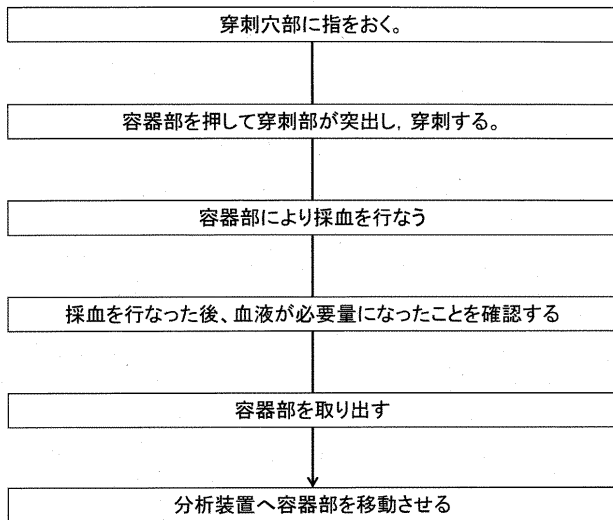 穿刺穴部に指をおく。
容器部を押して穿刺部が突出し，穿刺する。
容器部により採血を行なう
採血を行なった後、血液が必要量になったことを確認する
容器部を取り出す
分析装置へ容器部を移動させる